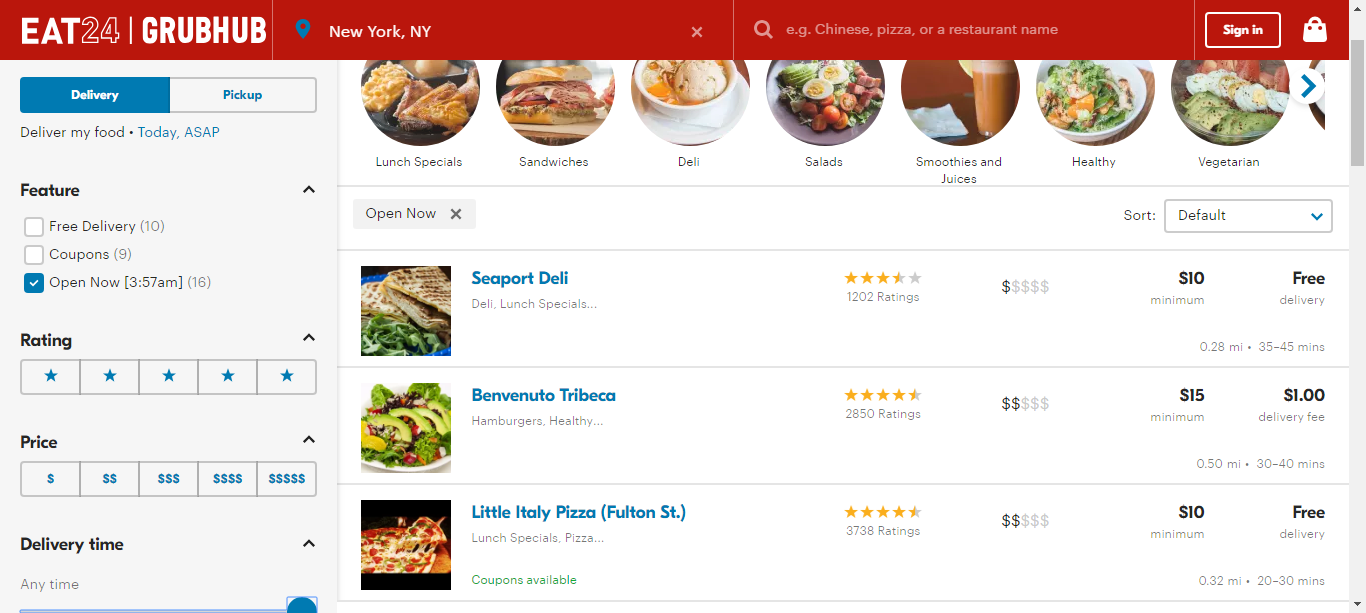 EAT24 | GRUBHUB
New York, NY
e.g. Chinese, pizza, or a restaurant name
Sign in
Delivery
Pickup
Deliver my food • Today, ASAP
Feature
Free Delivery (10)
Coupons (9)
Open Now [3:57am] (16)
Rating
Price
$
$$
$$$
$$$$
$$$$$
Delivery time
Any time
Lunch Specials
Sandwiches
Deli
Salads
Smoothies and
Juices
Healthy
Vegetarian
Open Now
Sort:
Default
Seaport Deli
Deli, Lunch Specials...
1202 Ratings
$$$$$
$10
minimum
Free
delivery
0.28 mi • 35–45 mins
Benvenuto Tribeca
Hamburgers, Healthy...
2850 Ratings
$$$$$
$15
minimum
$1.00
delivery fee
0.50 mi • 30–40 mins
Little Italy Pizza (Fulton St.)
Lunch Specials, Pizza...
Coupons available
3738 Ratings
$$$$$
$10
minimum
Free
delivery
0.32 mi • 20–30 mins